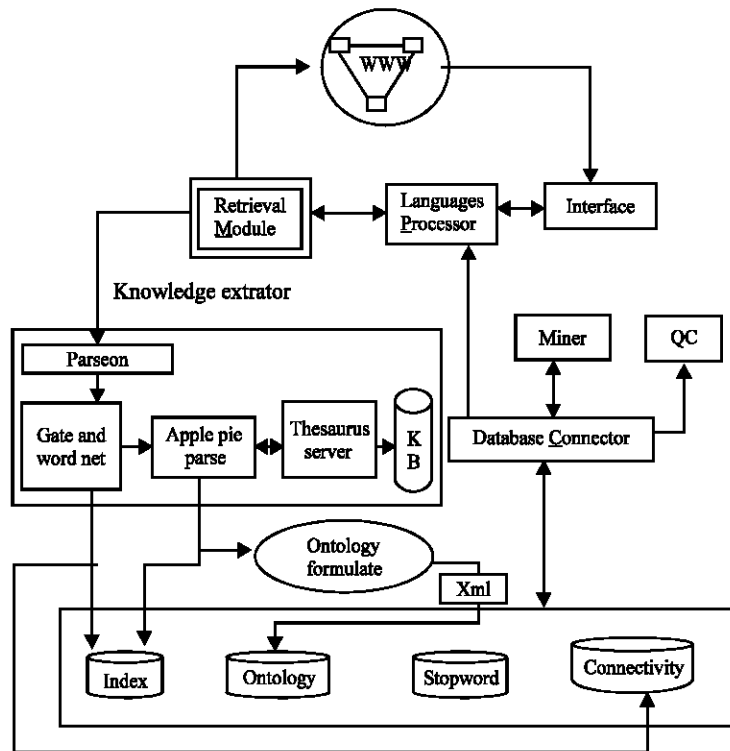 WWW
Retrieval
Module
Languages
Processor
Interface
Knowledge extrator
Parseon
Miner
QC
Gate and
word net
Apple pie
parse
Thesaurus
server
K
B
Database Connector
Ontology
formulate
Xml
Index
Ontology
Stopword
Connectivity